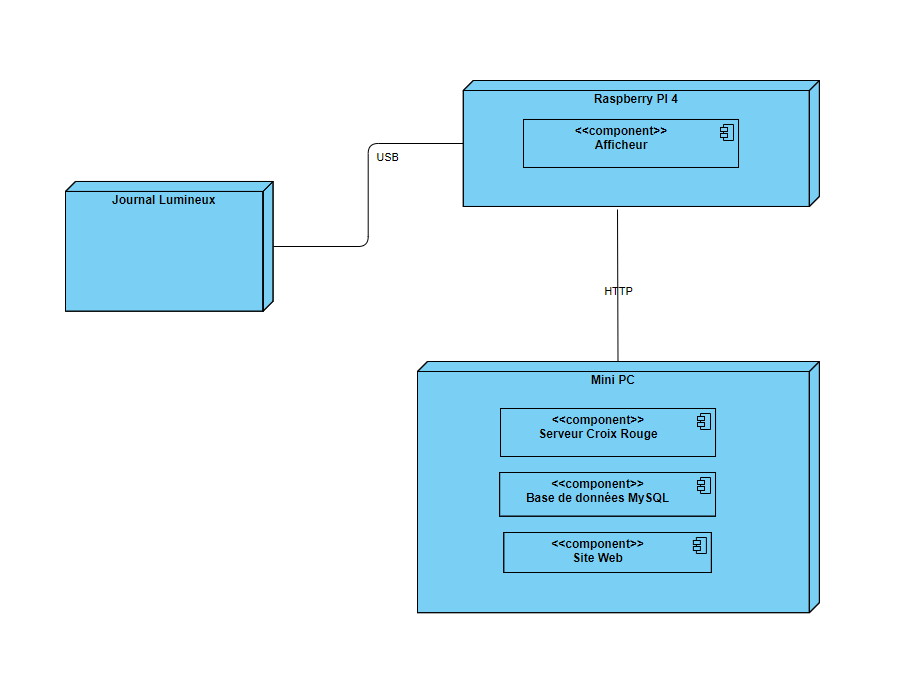 Raspberry PI 4
<<component>>
Afficheur
USB
Journal Lumineux
HTTP
Mini PC
<<component>>
Serveur Croix Rouge
<<component>>
Base de données MySQL
<<component>>
Site Web